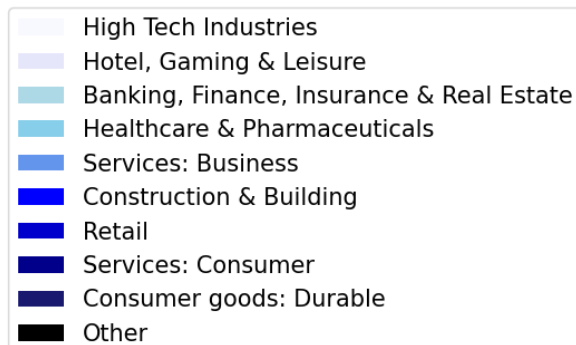 High Tech Industries
Hotel, Gaming & Leisure
Banking, Finance, Insurance & Real Estate
Healthcare & Pharmaceuticals
Services: Business
Construction & Building
Retail
Services: Consumer
Consumer goods: Durable
Other